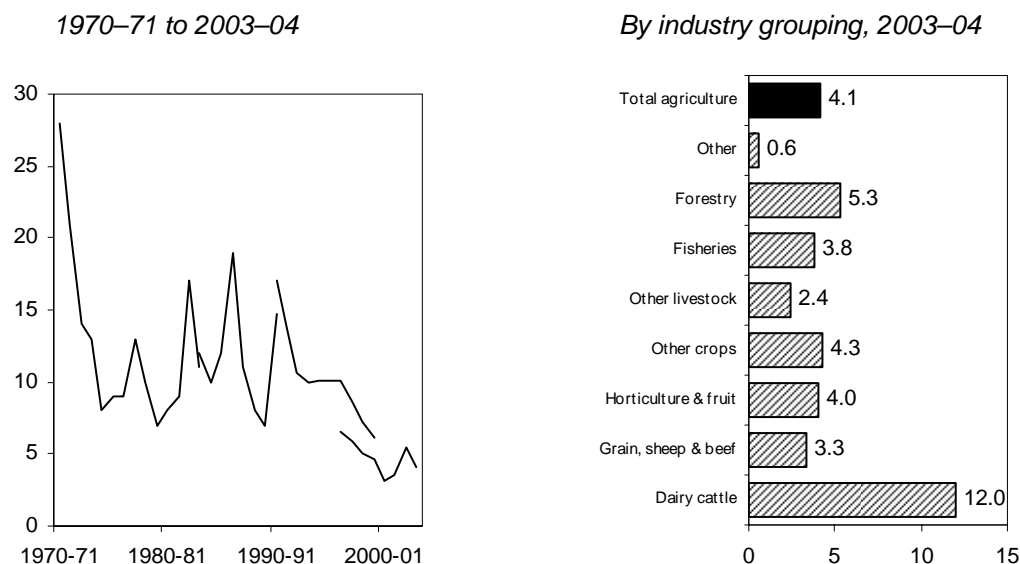 1970–71 to 2003–04
30
25
20
15
10
5
0
1970-71 1980-81 1990-91 2000-01
By industry grouping, 2003–04
Total agriculture 4.1
Other 0.6
Forestry 5.3
Fisheries 3.8
Other livestock 2.4
Other crops 4.3
Horticulture & fruit 4.0
Grain, sheep & beef 3.3
Dairy cattle 12.0
0 5 10 15